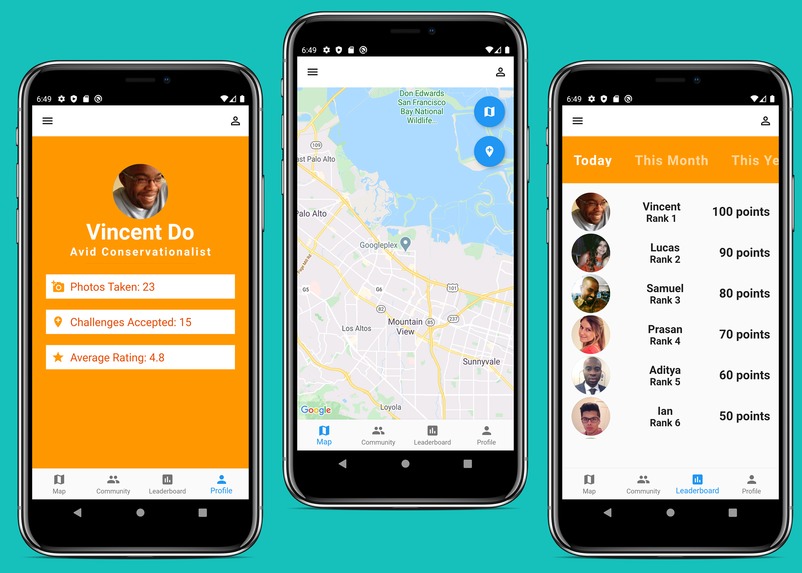 6:49
Vincent Do
Avid Conservationalist
Photos Taken: 23
Challenges Accepted: 15
Average Rating: 4.8
Map
Community
Leaderboard
Profile
6:49
Don Edwards
San Francisco
Bay National
Wildlife...
109
ast Palo Alto
Palo Alto
Googleplex
G5
G6
101
85
237
Los Altos
Mountain
View
Sunnyvale
Loyola
Google
Map
Community
Leaderboard
Profile
6:49
Today
This Month
This Ye
Vincent
Rank 1
100 points
Lucas
Rank 2
90 points
Samuel
Rank 3
80 points
Prasan
Rank 4
70 points
Aditya
Rank 5
60 points
Ian
Rank 6
50 points
Map
Community
Leaderboard
Profile